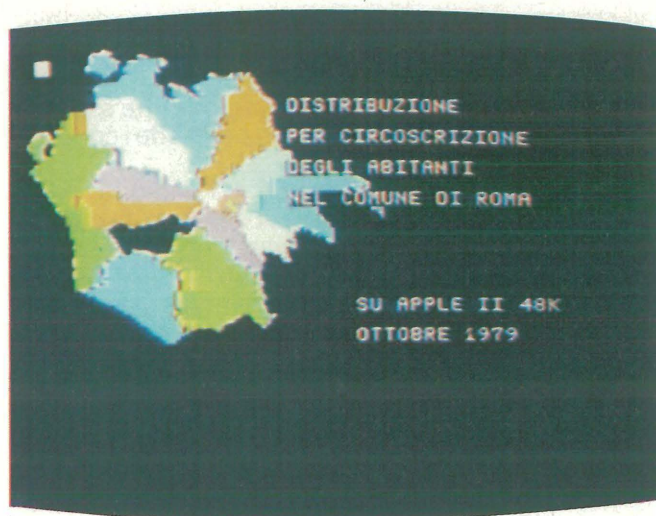 DISTRIBUZIONE
PER CIRCOSCRIZIONE
DEGLI ABITANTI
NEL COMUNE DI ROMA
SU APPLE II 48K
OTTOBRE 1979